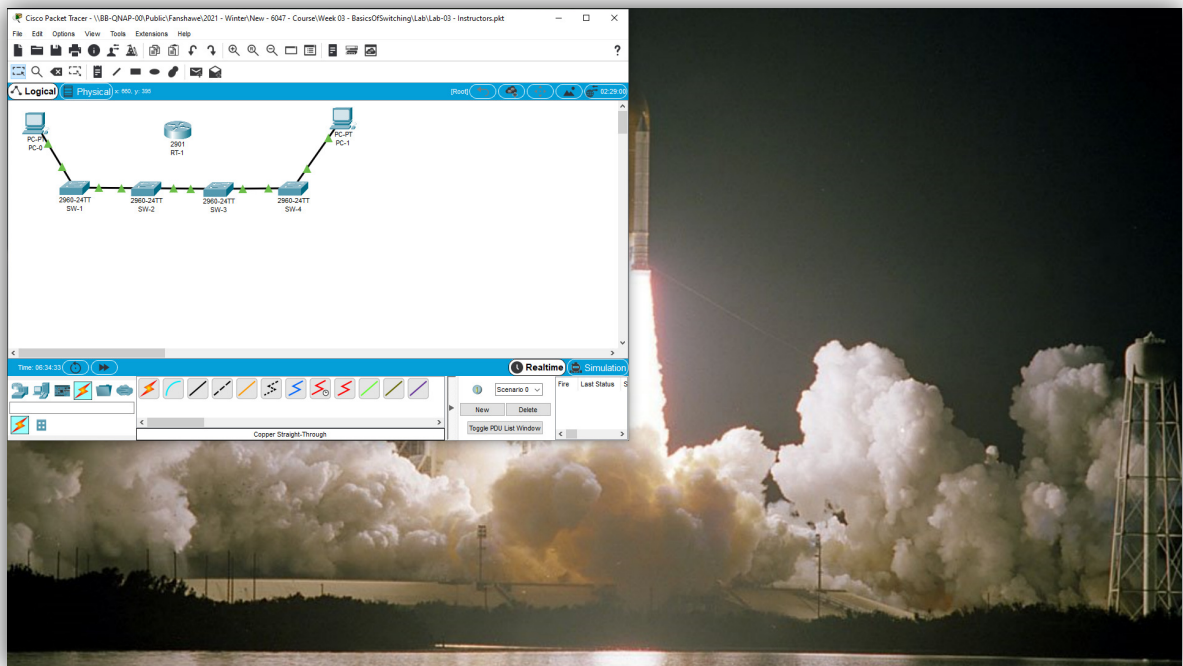 Cisco Packet Tracer - \\BB-QNAP-00\Public\Fanshawe\2021 - Winter\New - 6047 - Course\Week 03 - BasicsOfSwitching\Lab\Lab-03 - Instructors.pkt
File Edit Options View Tools Extensions Help
?
Logical Physical x: 660, y: 395 [Root] 02:29:00
PC-PT
PC-0
2901
RT-1
PC-PT
PC-1
2960-24TT
SW-1
2960-24TT
SW-2
2960-24TT
SW-3
2960-24TT
SW-4
Time: 06:34:33 Realtime Simulation
Scenario 0
Fire Last Status S
New Delete
Toggle PDU List Window
Copper Straight-Through